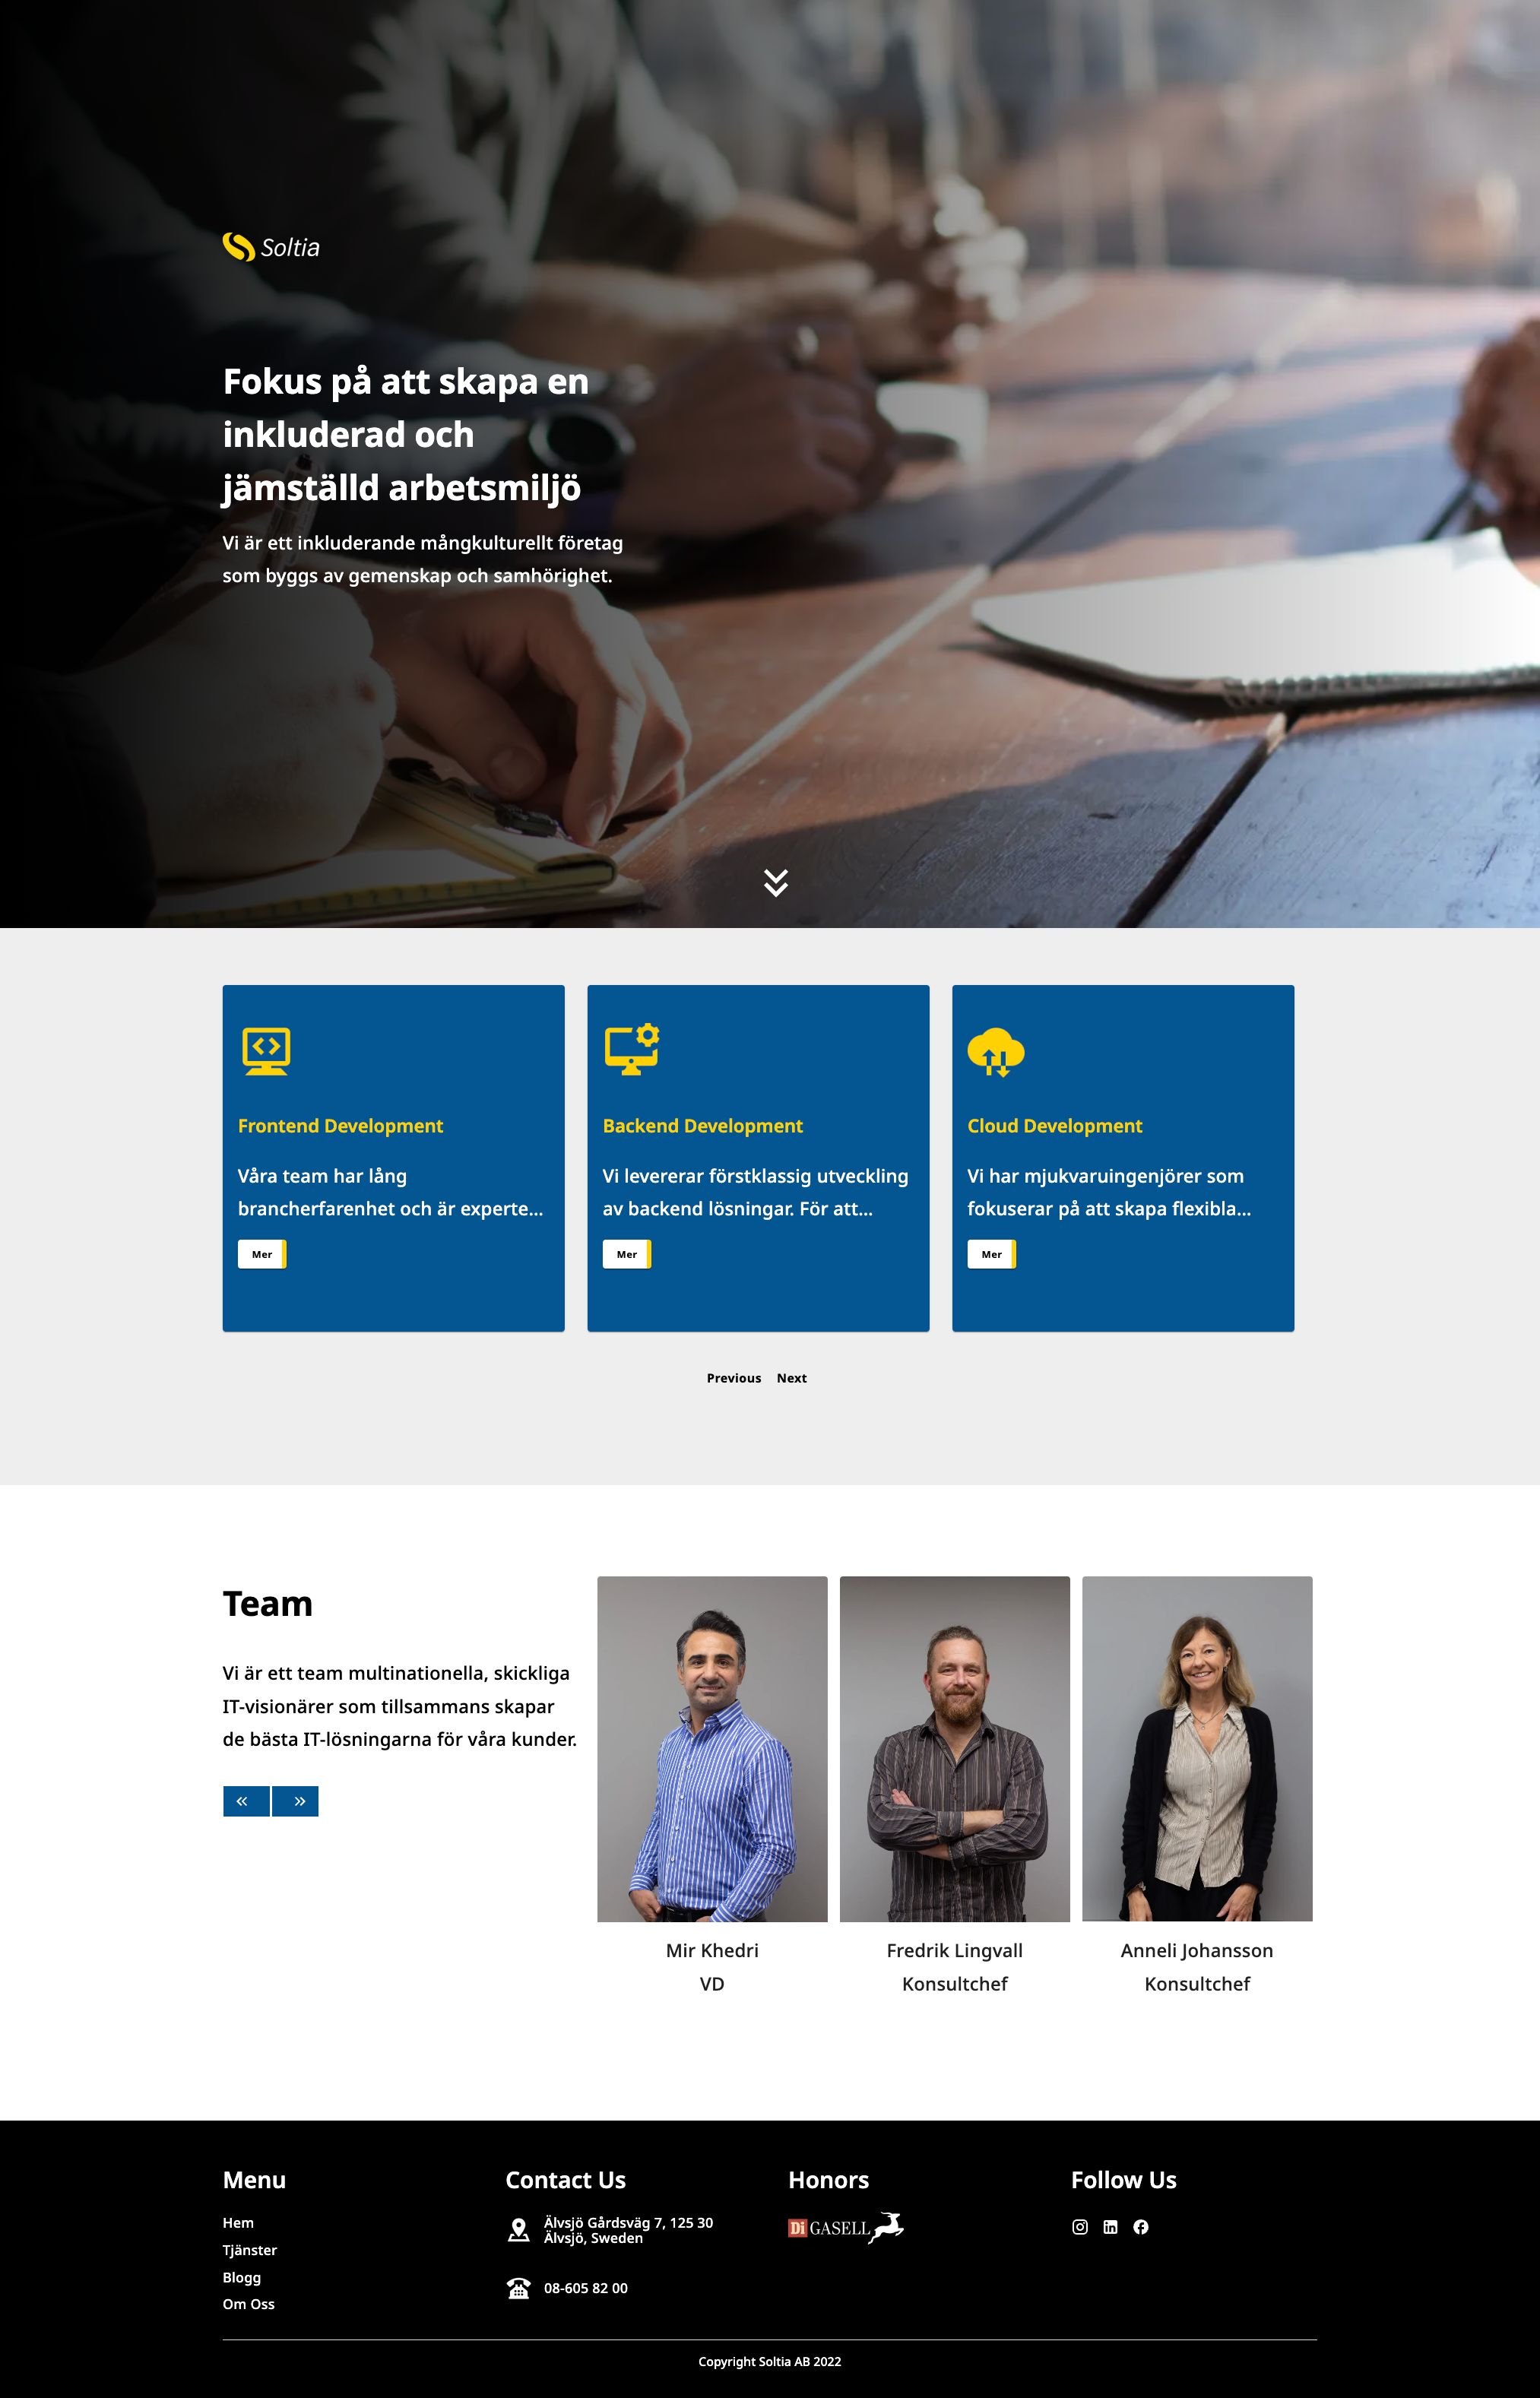 Soltia
Fokus på att skapa en
inkluderad och
jämställd arbetsmiljö
Vi är ett inkluderande mångkulturellt företag
som byggs av gemenskap och samhörighet.
Frontend Development
Våra team har lång
brancherfarenhet och är experte...
Mer
Backend Development
Vi levererar förstklassig utveckling
av backend lösningar. För att...
Mer
Cloud Development
Vi har mjukvaruingenjörer som
fokuserar på att skapa flexibla...
Mer
Previous Next
Team
Vi är ett team multinationella, skickliga
IT-visionärer som tillsammans skapar
de bästa IT-lösningarna för våra kunder.
Mir Khedri
VD
Fredrik Lingvall
Konsultchef
Anneli Johansson
Konsultchef
Menu
Hem
Tjänster
Blogg
Om Oss
Contact Us
Älvsjö Gårdsväg 7, 125 30
Älvsjö, Sweden
08-605 82 00
Honors
Di GASELL
Follow Us
Copyright Soltia AB 2022